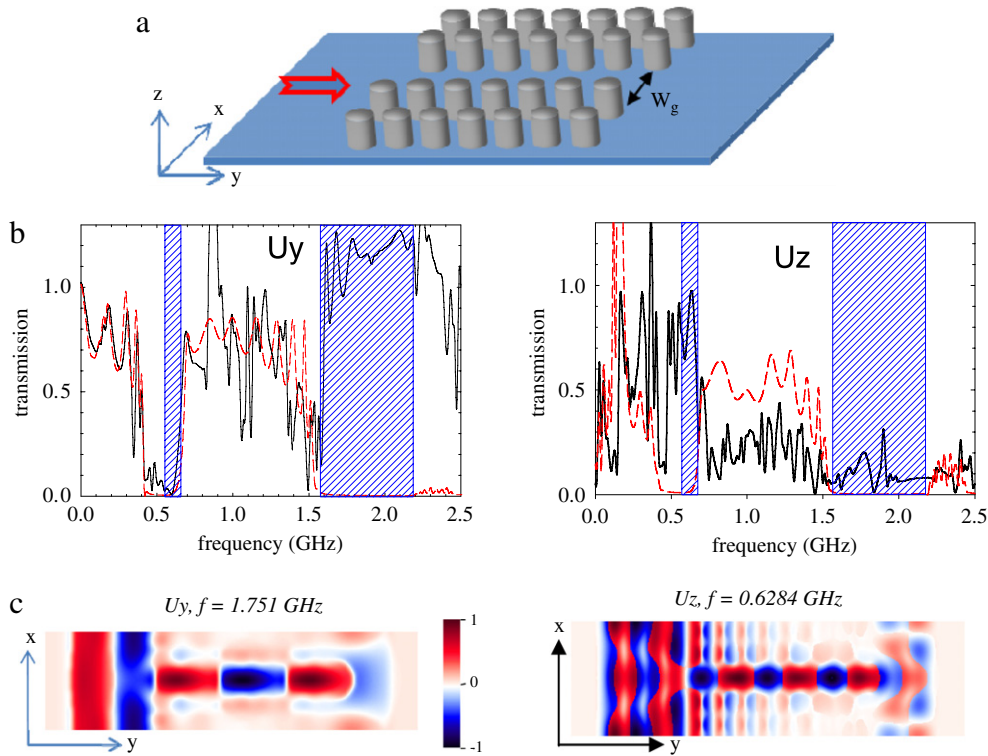 a
z
x
y
Wg
b
Uy
transmission
1.0
0.5
0.0
0.0 0.5 1.0 1.5 2.0 2.5
frequency (GHz)
Uz
transmission
1.0
0.5
0.0
0.0 0.5 1.0 1.5 2.0 2.5
frequency (GHz)
c
Uy, f = 1.751 GHz
x
y
1
0
-1
Uz, f = 0.6284 GHz
x
y